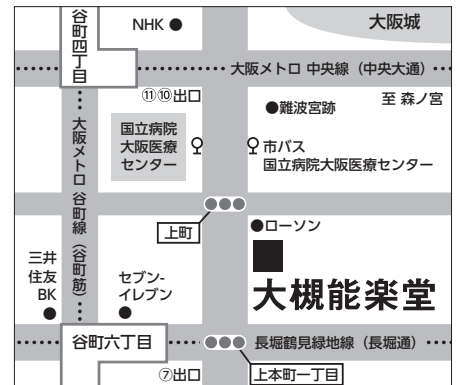 谷町四丁目
NHK ●
大阪城
大阪メトロ 中央線（中央大通）
⑪⑩出口
至 森ノ宮
●難波宮跡
国立病院
大阪医療
センター
市バス
国立病院大阪医療センター
大阪メトロ 谷町線（谷町筋）
上町
●ローソン
三井
住友
BK
●
セブン-
イレブン
●
大槻能楽堂
谷町六丁目
長堀鶴見緑地線（長堀通）
⑦出口
上本町一丁目